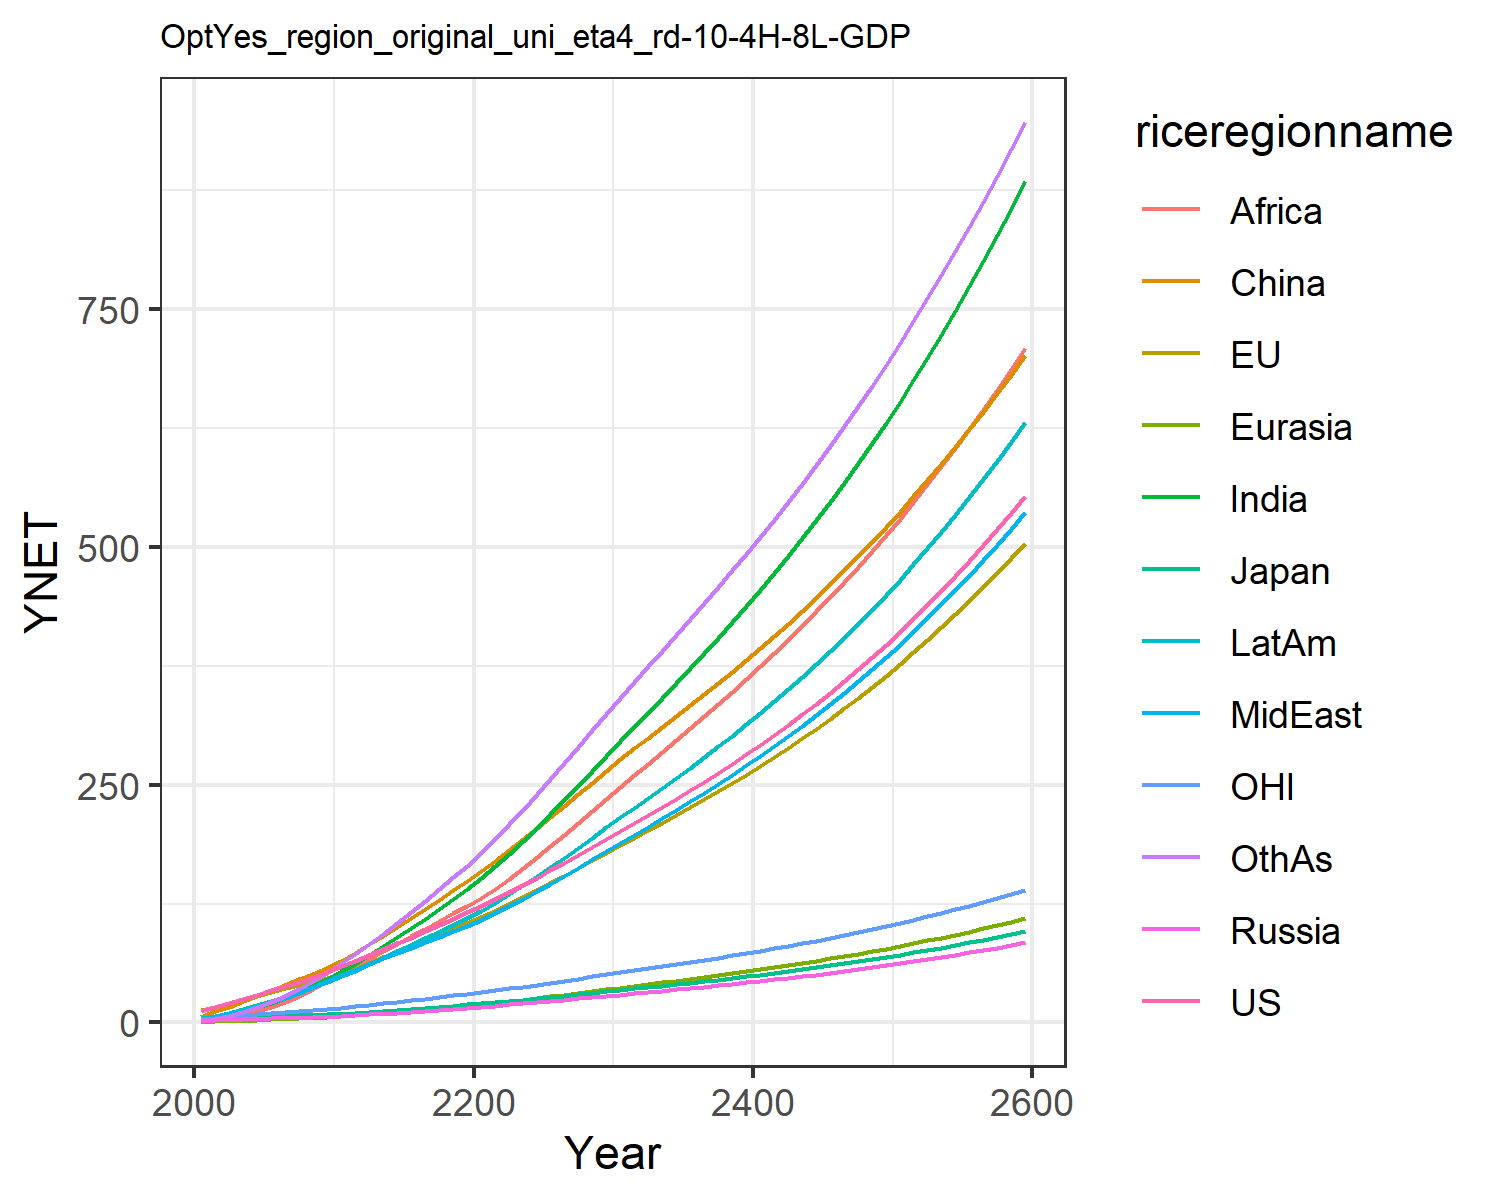 OptYes_region_original_uni_eta4_rd-10-4H-8L-GDP
YNET
750
500
250
0
2000
2200
2400
2600
Year
riceregionname
Africa
China
EU
Eurasia
India
Japan
LatAm
MidEast
OHI
OthAs
Russia
US